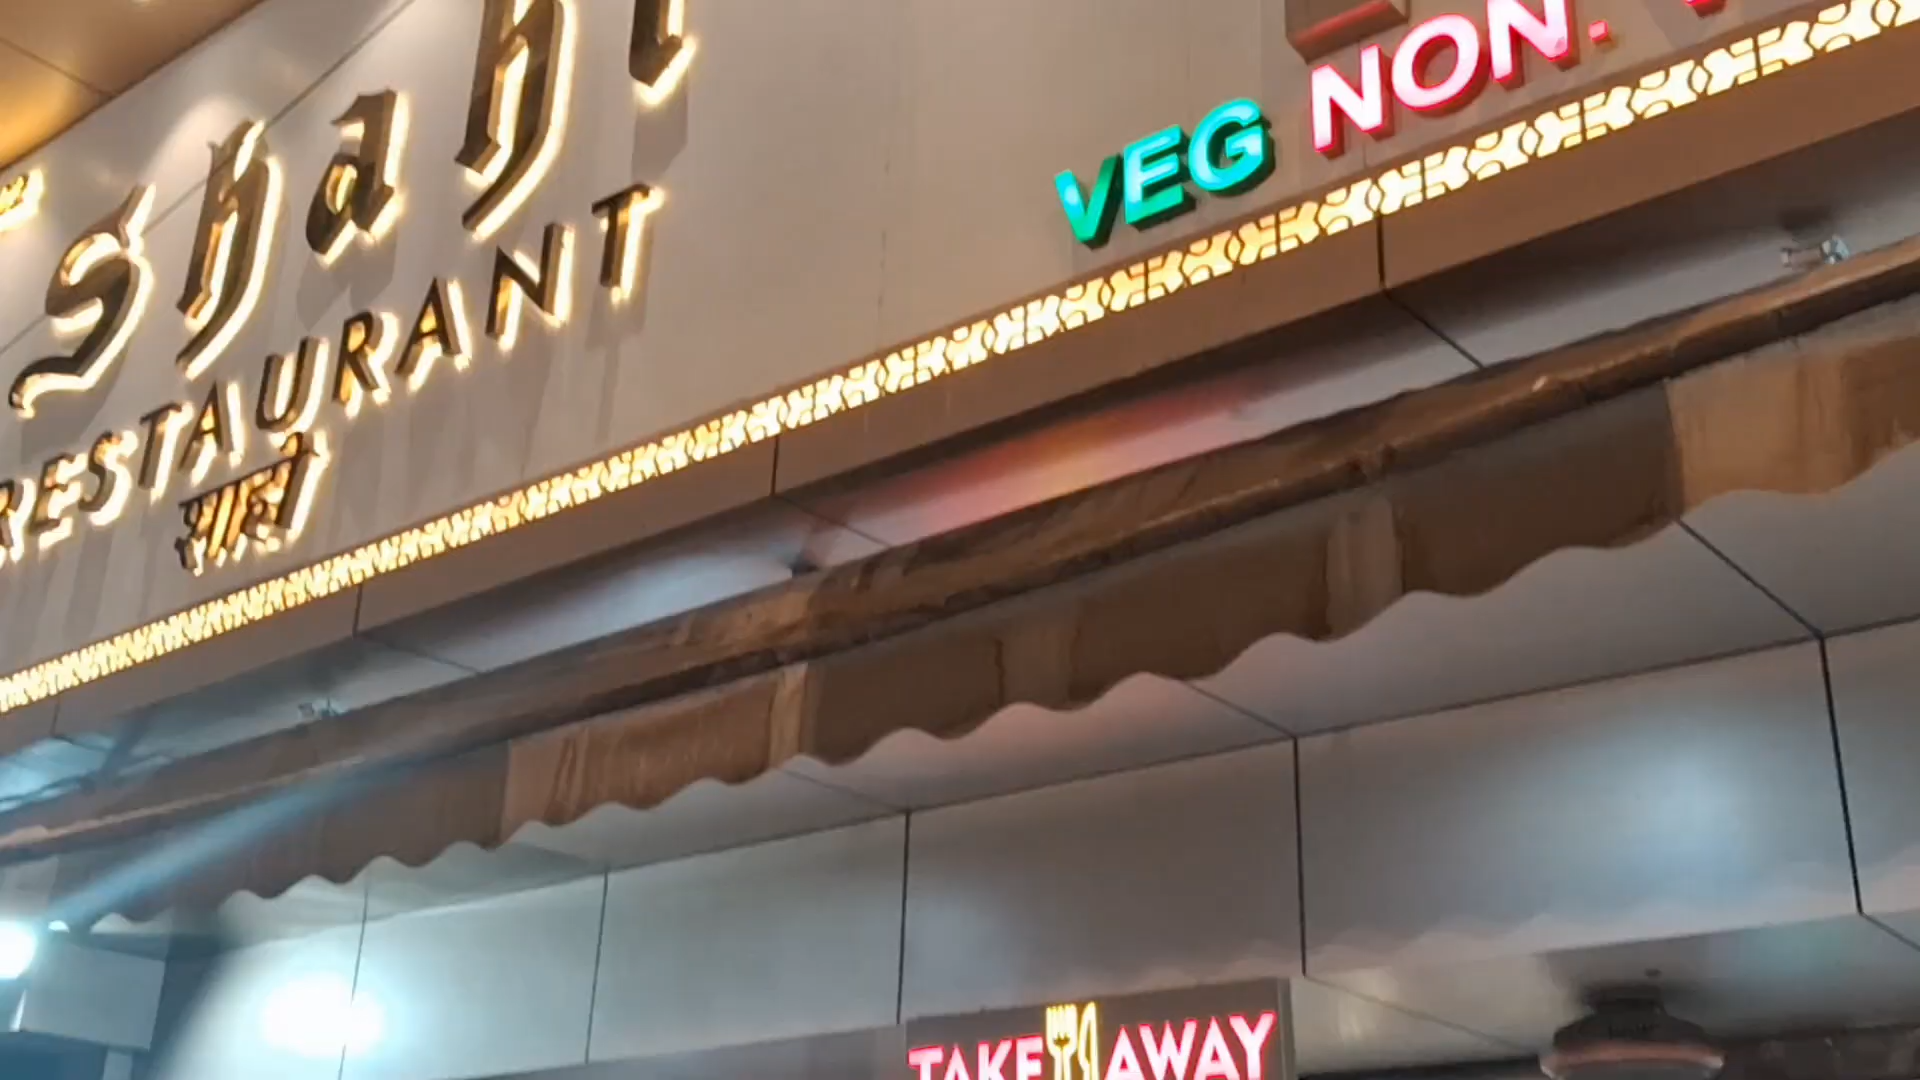 Shahi
RESTAURANT
शाही
VEG NON.
TAKE AWAY